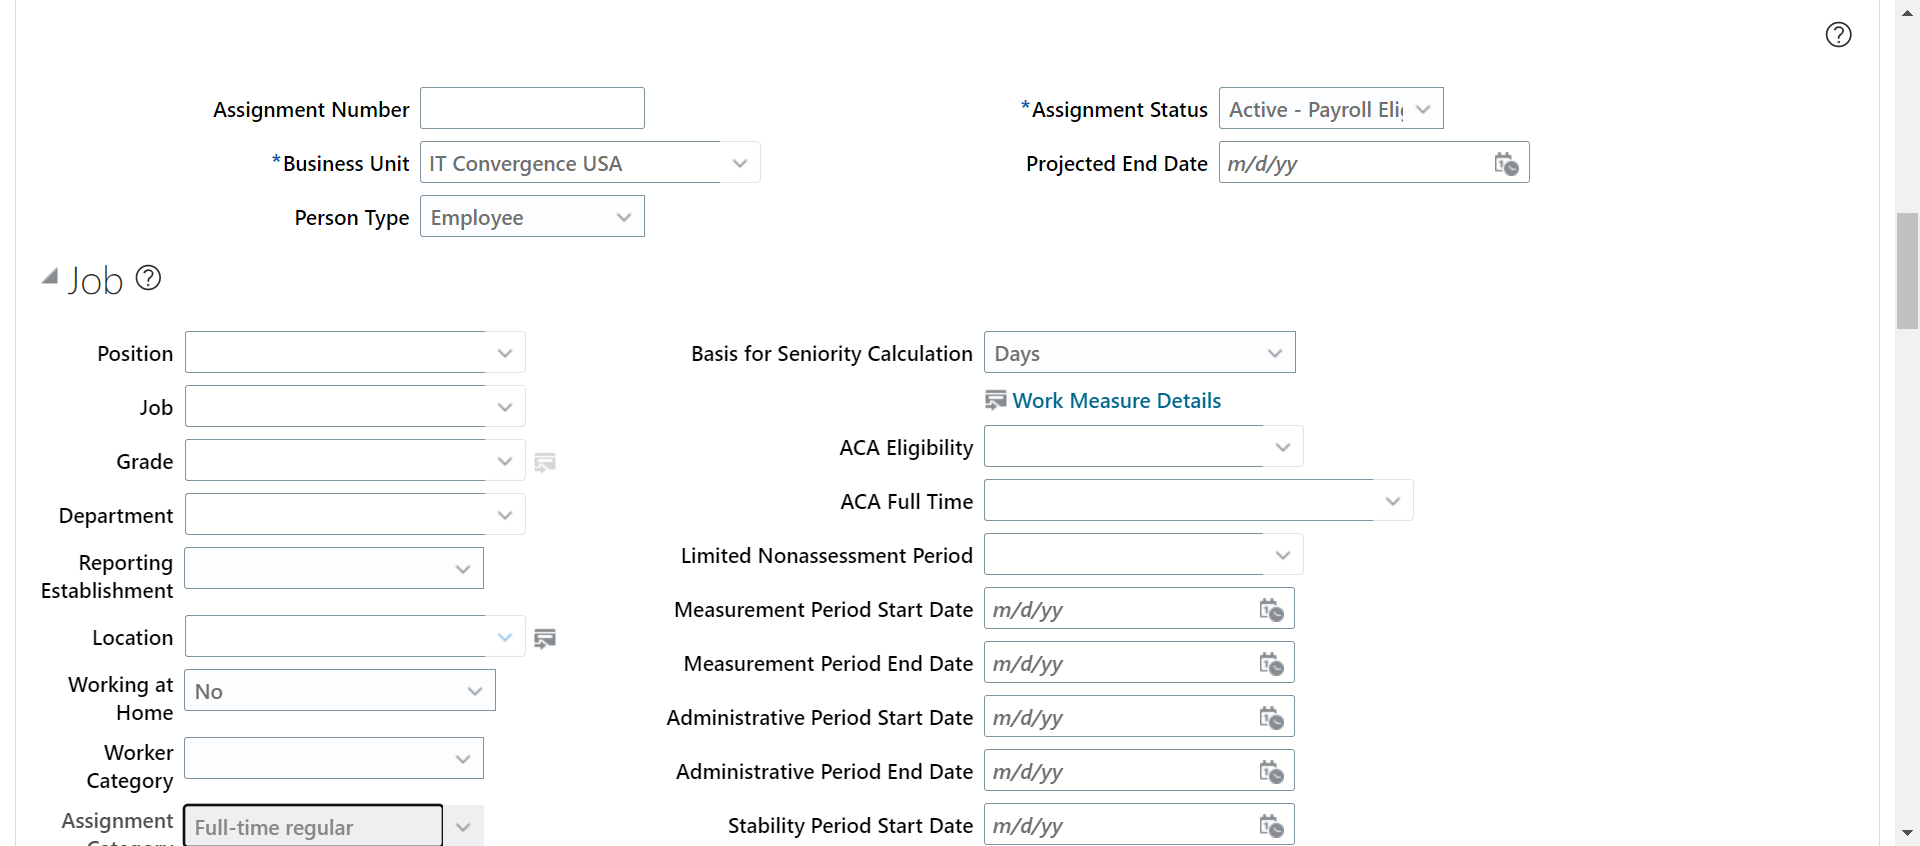 Assignment Number
*Assignment Status Active - Payroll Eli
*Business Unit IT Convergence USA
Projected End Date m/d/yy
Person Type Employee
Job
Position
Job
Grade
Department
Reporting
Establishment
Location
Working at
Home No
Worker
Category
Assignment Full-time regular
Basis for Seniority Calculation Days
Work Measure Details
ACA Eligibility
ACA Full Time
Limited Nonassessment Period
Measurement Period Start Date m/d/yy
Measurement Period End Date m/d/yy
Administrative Period Start Date m/d/yy
Administrative Period End Date m/d/yy
Stability Period Start Date m/d/yy